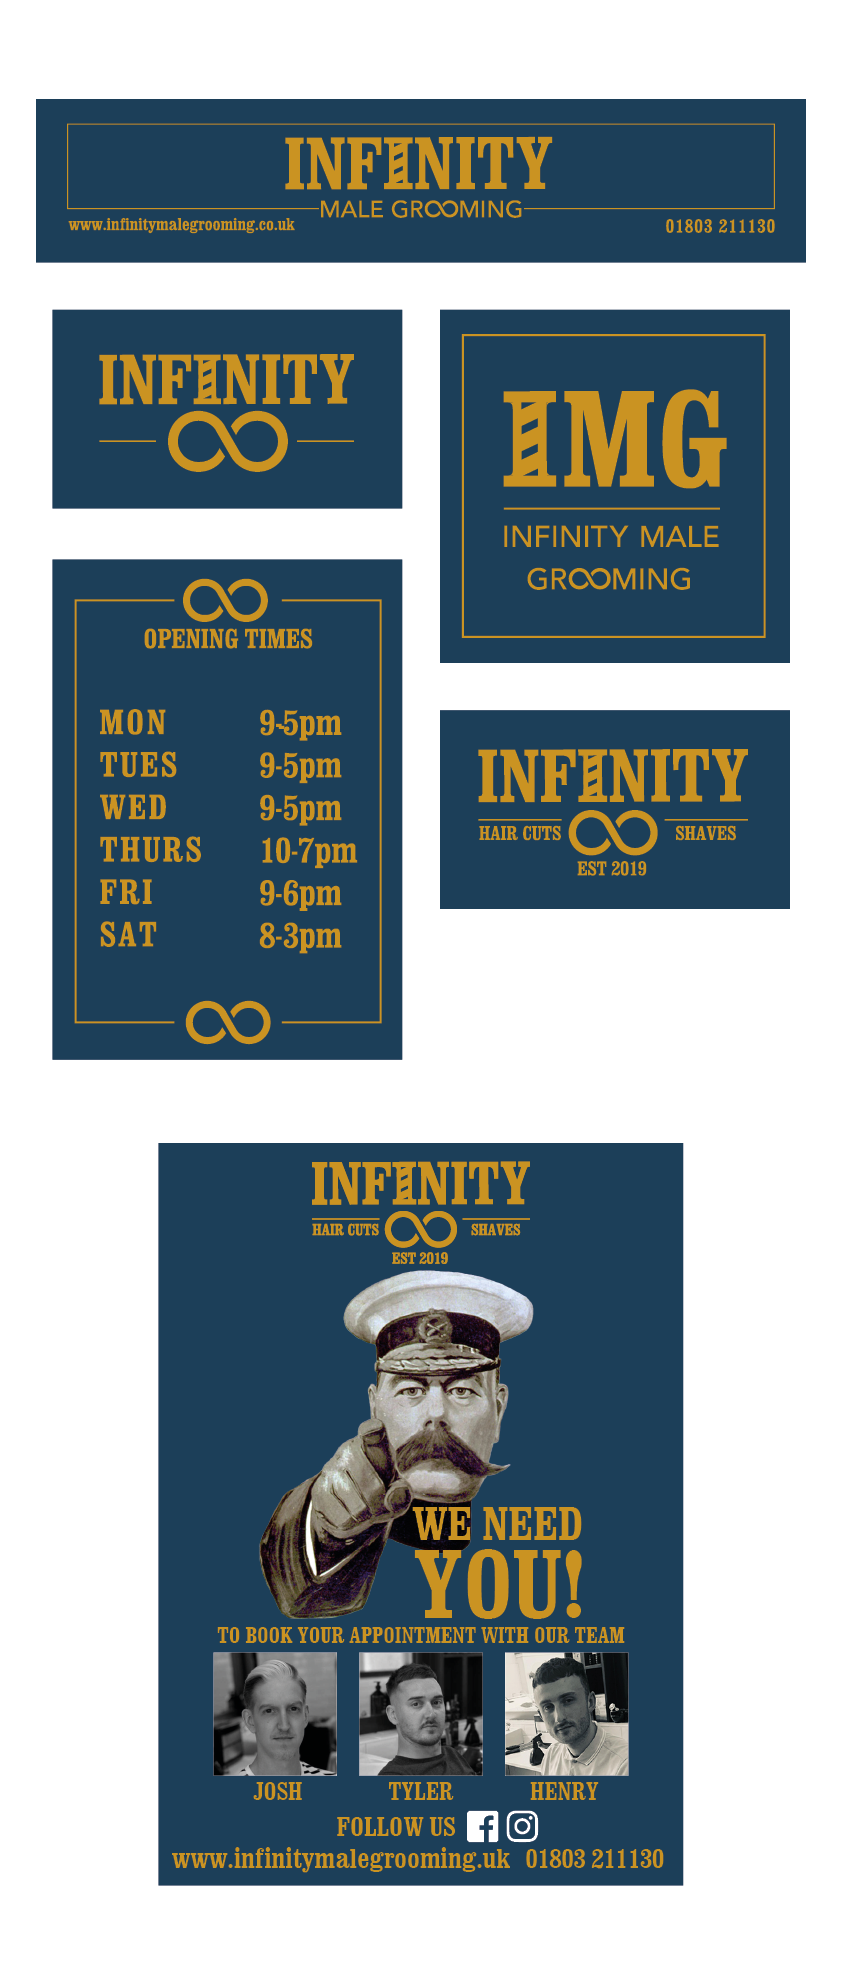 INFINITY
MALE GROOMING
www.infinitymalegrooming.co.uk
01803 211130
INFINITY
IMG
INFINITY MALE
GROOMING
OPENING TIMES
MON 9-5pm
TUES 9-5pm
WED 9-5pm
THURS 10-7pm
FRI 9-6pm
SAT 8-3pm
INFINITY
HAIR CUTS SHAVES
EST 2019
INFINITY
HAIR CUTS SHAVES
EST 2019
WE NEED
YOU!
TO BOOK YOUR APPOINTMENT WITH OUR TEAM
JOSH TYLER HENRY
FOLLOW US
www.infinitymalegrooming.uk 01803 211130